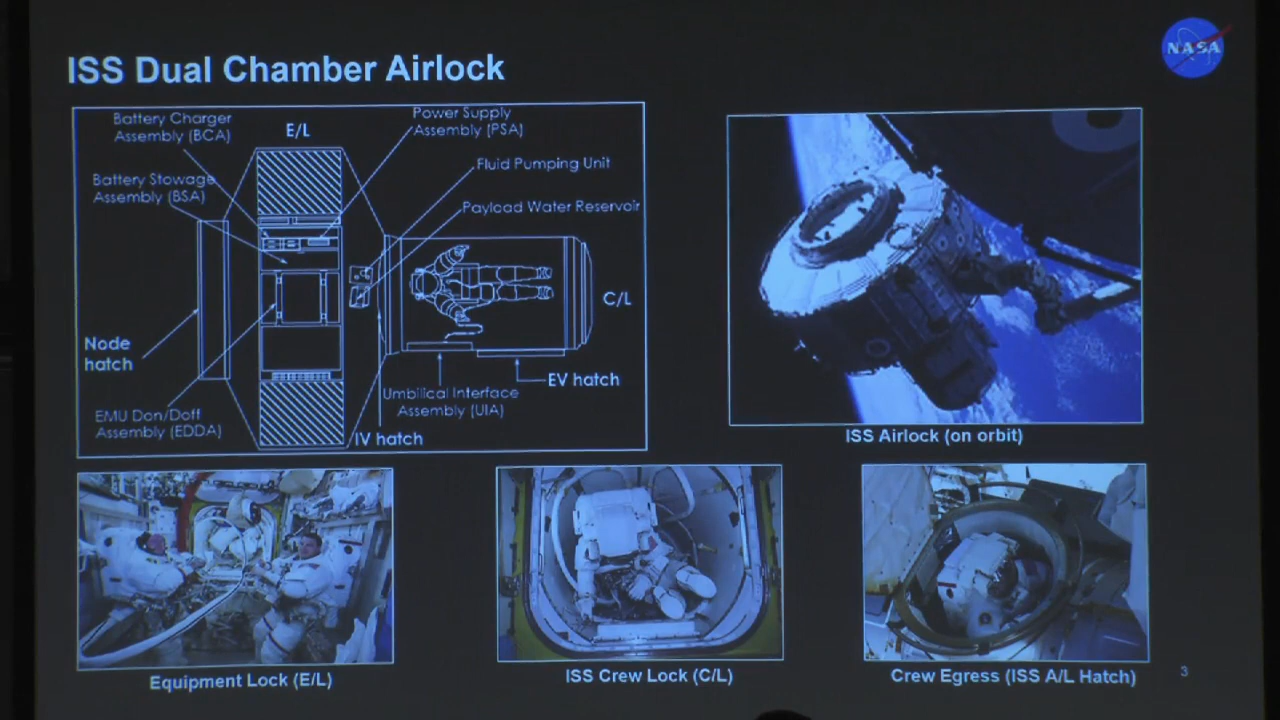 NASA
ISS Dual Chamber Airlock
Battery Charger
Assembly (BCA)
E/L
Power Supply
Assembly (PSA)
Fluid Pumping Unit
Battery Stowage
Assembly (BSA)
Payload Water Reservoir
C/L
Node
hatch
EV hatch
Umbilical Interface
Assembly (UIA)
EMU Don/Doff
Assembly (EDDA)
IV hatch
ISS Airlock (on orbit)
Equipment Lock (E/L)
ISS Crew Lock (C/L)
Crew Egress (ISS A/L Hatch)
3